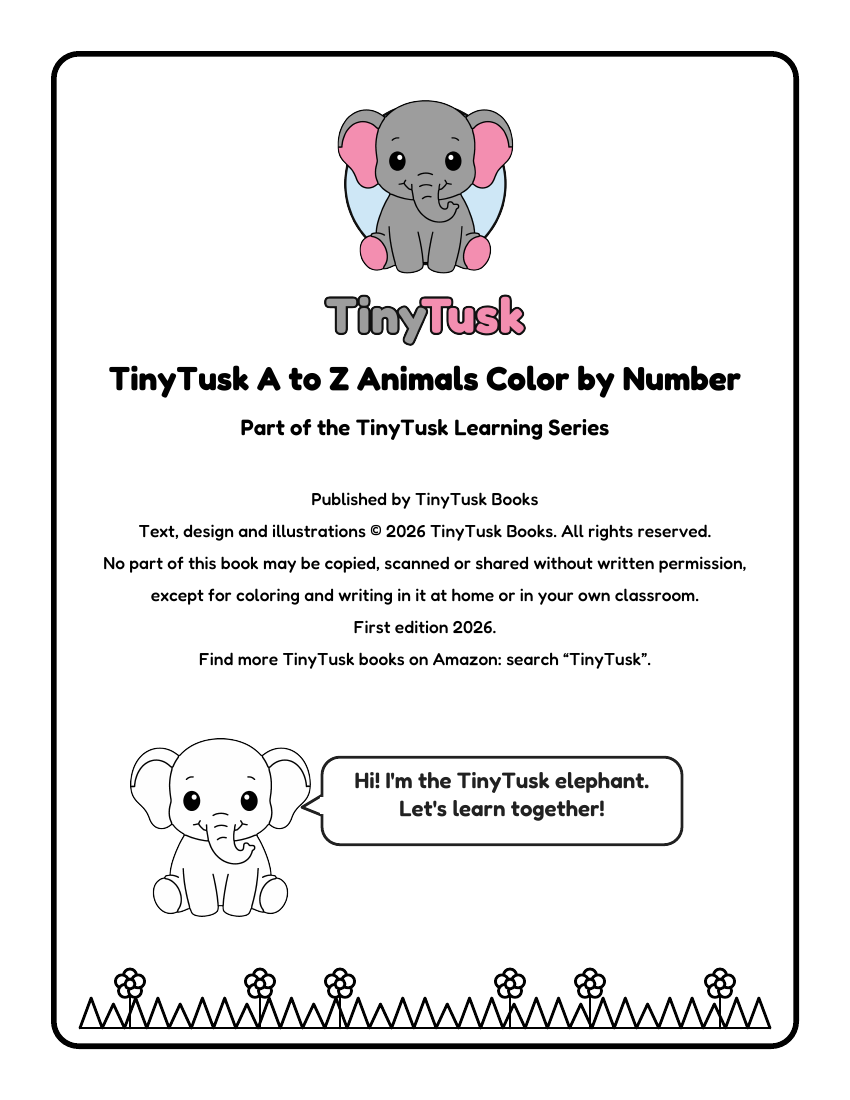 TinyTusk
TinyTusk A to Z Animals Color by Number
Part of the TinyTusk Learning Series
Published by TinyTusk Books
Text, design and illustrations © 2026 TinyTusk Books. All rights reserved.
No part of this book may be copied, scanned or shared without written permission,
except for coloring and writing in it at home or in your own classroom.
First edition 2026.
Find more TinyTusk books on Amazon: search “TinyTusk”.
Hi! I'm the TinyTusk elephant.
Let's learn together!